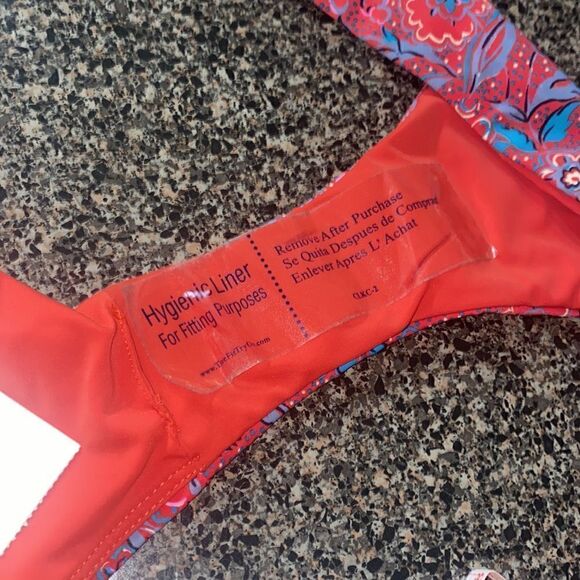 Hygienic Liner
For Fitting Purposes
Remove After Purchase
Se Quita Despues de Comprar
Enlever Apres L' Achat